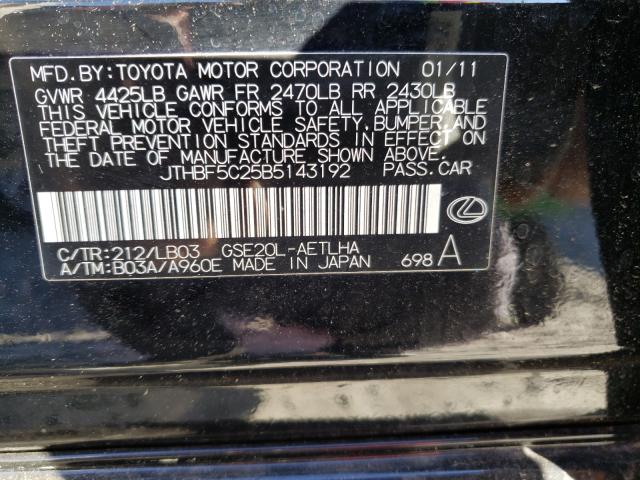 MFD.BY:TOYOTA MOTOR CORPORATION 01/11
GVWR 4425LB GAWR FR 2470LB RR 2430LB
THIS VEHICLE CONFORMS TO ALL APPLICABLE
FEDERAL MOTOR VEHICLE SAFETY, BUMPER, AND
THEFT PREVENTION STANDARDS IN EFFECT ON
THE DATE OF MANUFACTURE SHOWN ABOVE.
JTHBF5C25B5143192 PASS.CAR
C/TR:212/LB03 GSE20L-AETLHA
A/TM:B03A/A960E MADE IN JAPAN 698 A